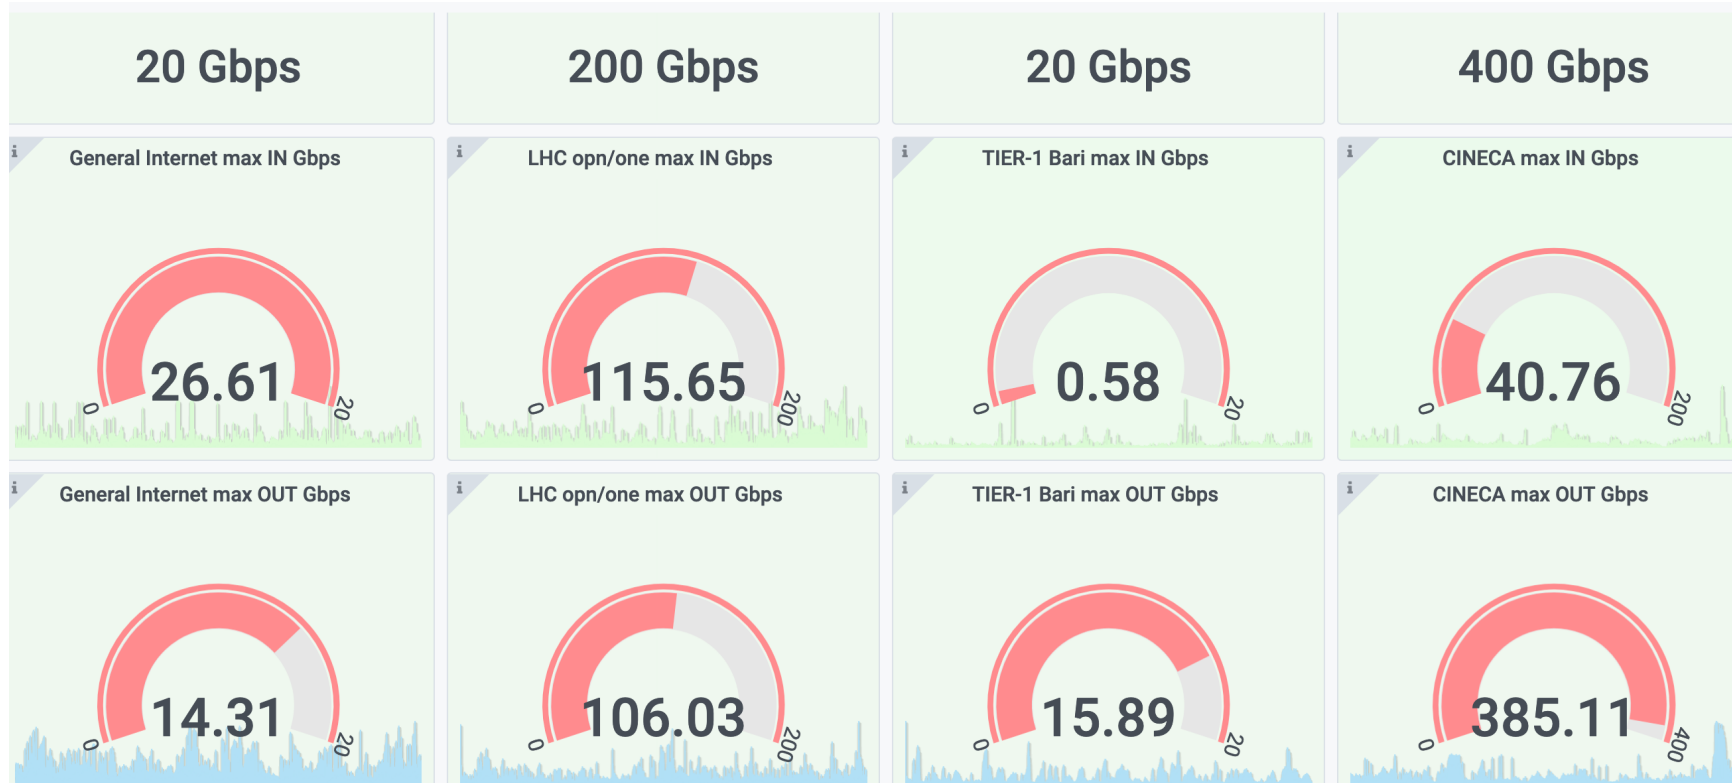 20 Gbps
200 Gbps
20 Gbps
400 Gbps
i
General Internet max IN Gbps
26.61
0
20
i
LHC opn/one max IN Gbps
115.65
0
200
i
TIER-1 Bari max IN Gbps
0.58
0
20
i
CINECA max IN Gbps
40.76
0
200
i
General Internet max OUT Gbps
14.31
0
20
i
LHC opn/one max OUT Gbps
106.03
0
200
i
TIER-1 Bari max OUT Gbps
15.89
0
20
i
CINECA max OUT Gbps
385.11
0
400